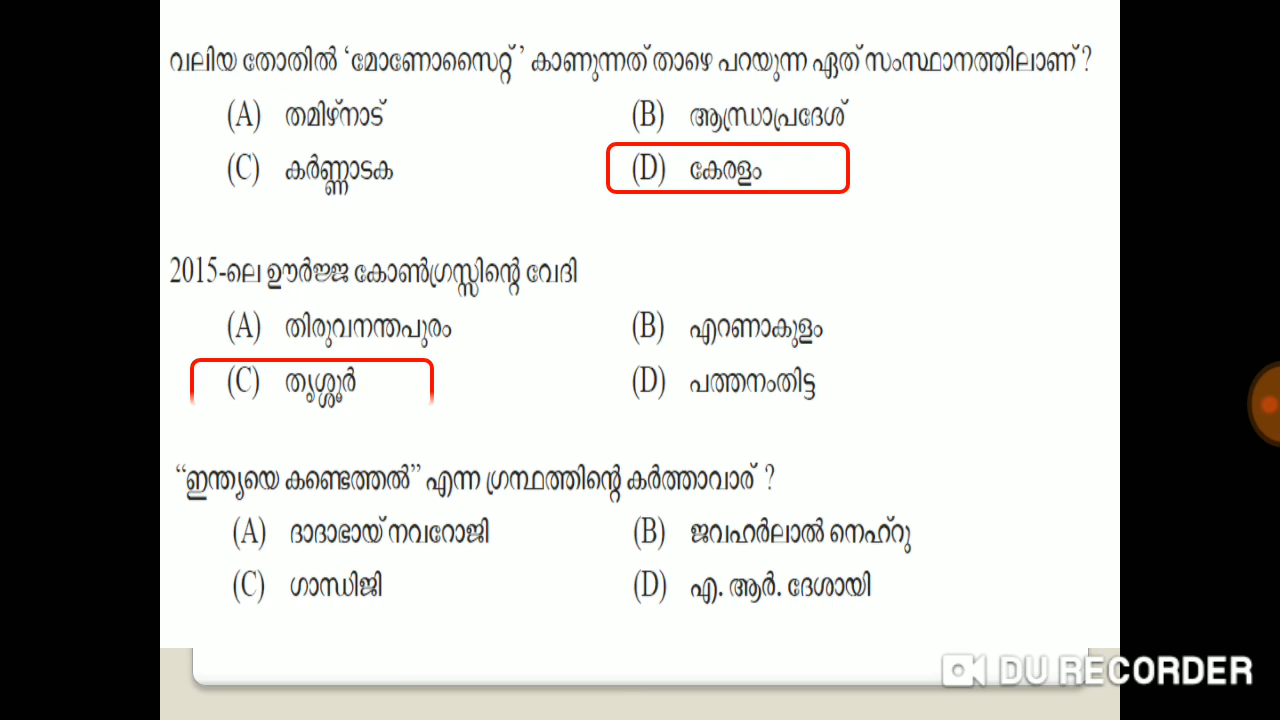 വലിയ തോതിൽ ‘മോണോസൈറ്റ്’ കാണുന്നത് താഴെ പറയുന്ന ഏത് സംസ്ഥാനത്തിലാണ് ?
(A) തമിഴ്നാട് (B) ആന്ധ്രാപ്രദേശ്
(C) കർണ്ണാടക (D) കേരളം
2015-ലെ ഊർജ്ജ കോൺഗ്രസ്സിന്റെ വേദി
(A) തിരുവനന്തപുരം (B) എറണാകുളം
(C) തൃശ്ശൂർ (D) പത്തനംതിട്ട
“ഇന്ത്യയെ കണ്ടെത്തൽ” എന്ന ഗ്രന്ഥത്തിന്റെ കർത്താവാര് ?
(A) ദാദാഭായ് നവറോജി (B) ജവഹർലാൽ നെഹ്റു
(C) ഗാന്ധിജി (D) എ. ആർ. ദേശായി
DU RECORDER